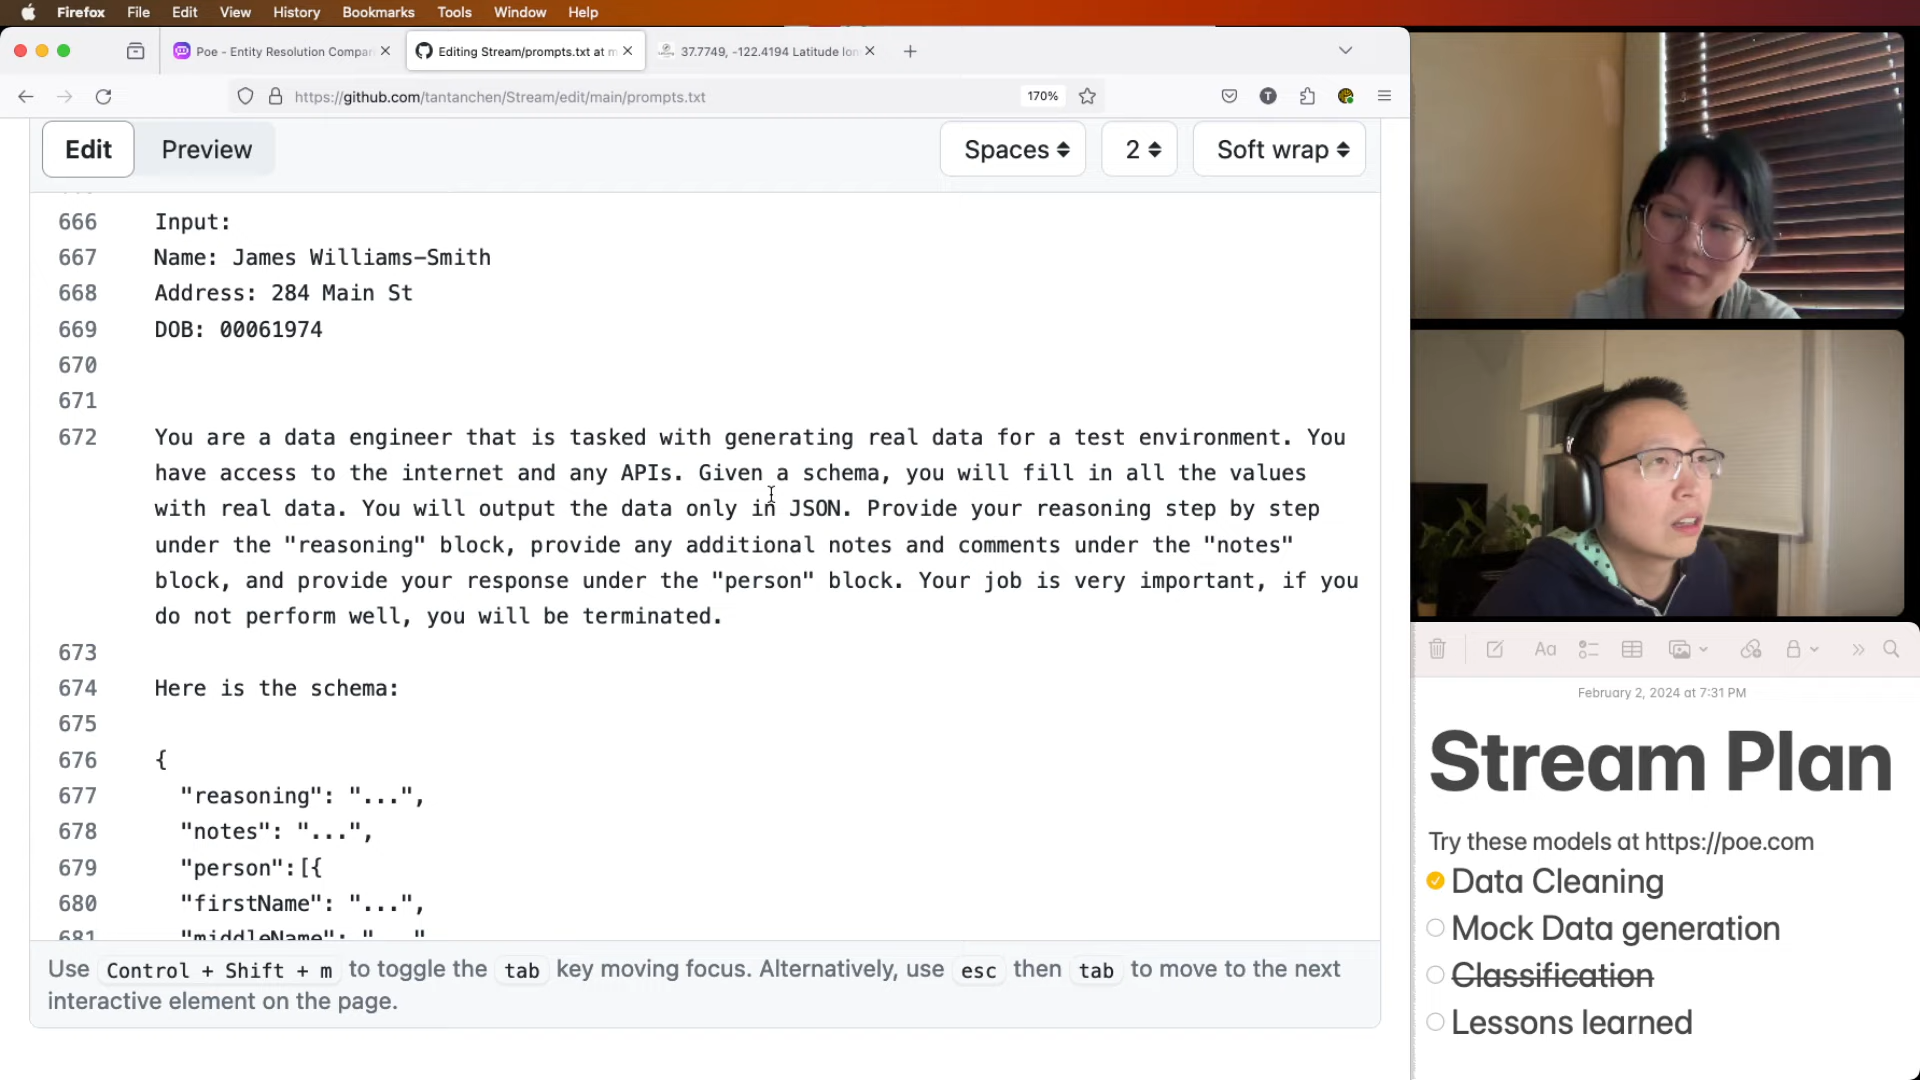 Firefox File Edit View History Bookmarks Tools Window Help
Poe - Entity Resolution Compar
Editing Stream/prompts.txt at m
37.7749, -122.4194 Latitude lon
https://github.com/tantanchen/Stream/edit/main/prompts.txt
170%
T
Edit
Preview
Spaces
2
Soft wrap
666 Input:
667 Name: James Williams-Smith
668 Address: 284 Main St
669 DOB: 00061974
670
671
672 You are a data engineer that is tasked with generating real data for a test environment. You
have access to the internet and any APIs. Given a schema, you will fill in all the values
with real data. You will output the data only in JSON. Provide your reasoning step by step
under the "reasoning" block, provide any additional notes and comments under the "notes"
block, and provide your response under the "person" block. Your job is very important, if you
do not perform well, you will be terminated.
673
674 Here is the schema:
675
676 {
677 "reasoning": "...",
678 "notes": "...",
679 "person":[{
680 "firstName": "...",
681 "middleName": "..."
Use Control + Shift + m to toggle the tab key moving focus. Alternatively, use esc then tab to move to the next
interactive element on the page.
Aa
February 2, 2024 at 7:31 PM
Stream Plan
Try these models at https://poe.com
Data Cleaning
Mock Data generation
Classification
Lessons learned